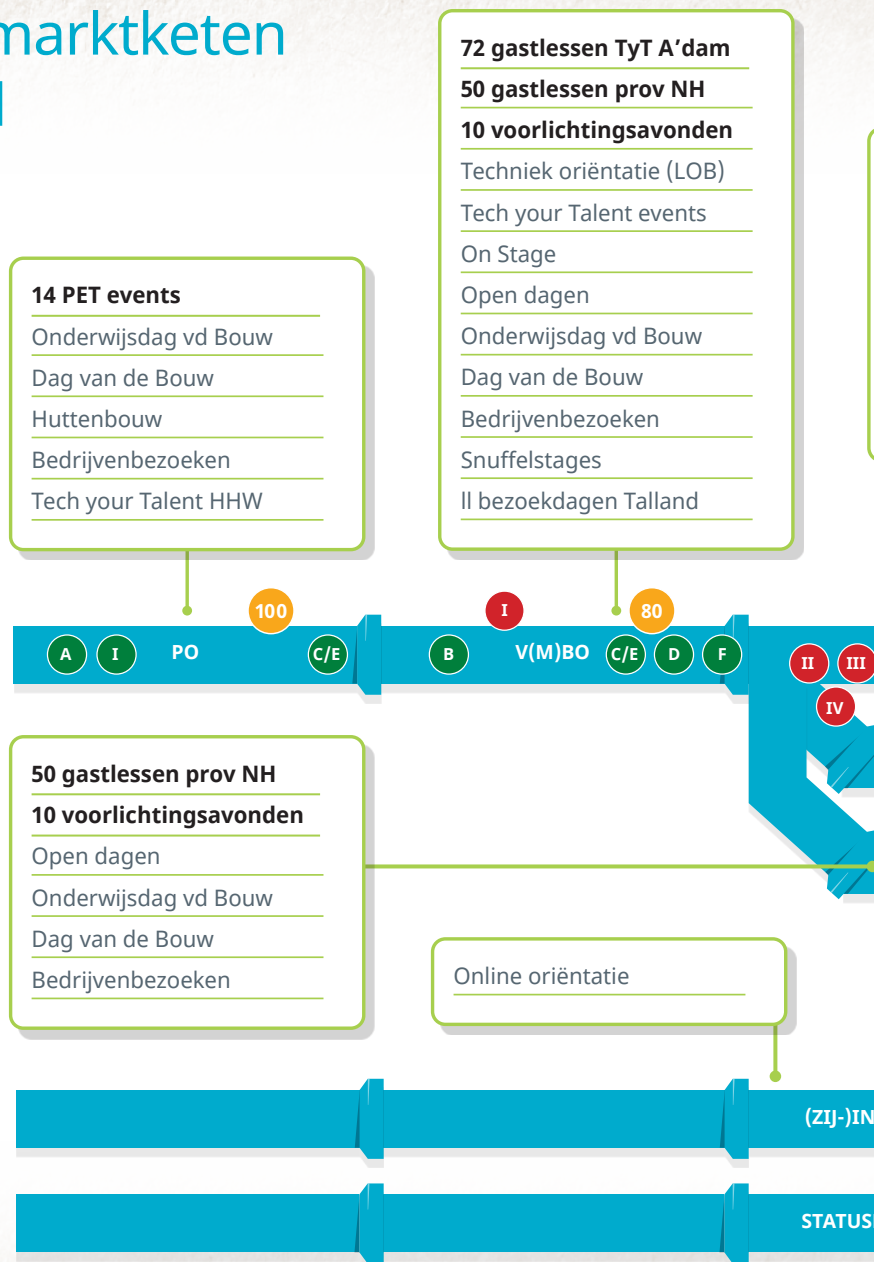 marktketen
14 PET events
Onderwijsdag vd Bouw
Dag van de Bouw
Huttenbouw
Bedrijvenbezoeken
Tech your Talent HHW
72 gastlessen TyT A’dam
50 gastlessen prov NH
10 voorlichtingsavonden
Techniek oriëntatie (LOB)
Tech your Talent events
On Stage
Open dagen
Onderwijsdag vd Bouw
Dag van de Bouw
Bedrijvenbezoeken
Snuffelstages
ll bezoekdagen Talland
100
I
80
A
I
PO
C/E
B
V(M)BO
C/E
D
F
II
III
IV
50 gastlessen prov NH
10 voorlichtingsavonden
Open dagen
Onderwijsdag vd Bouw
Dag van de Bouw
Bedrijvenbezoeken
Online oriëntatie
(ZIJ-)IN
STATUS